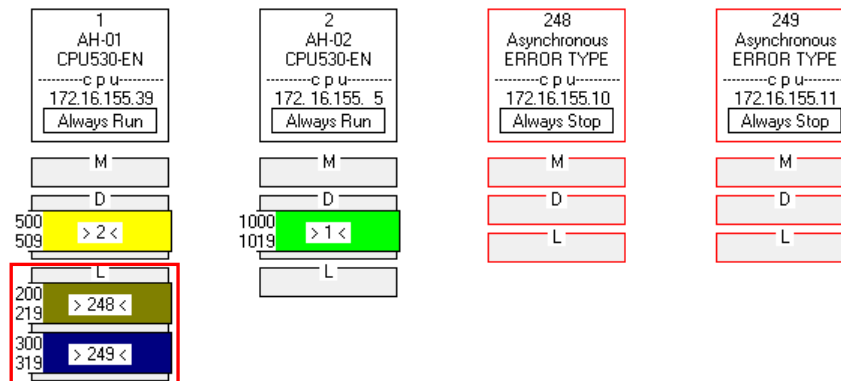 1
AH-01
CPU530-EN
--------c p u--------
172.16.155.39
Always Run
M
D
500
509
> 2 <
L
200
219
> 248 <
300
319
> 249 <
2
AH-02
CPU530-EN
--------c p u--------
172. 16.155.  5
Always Run
M
D
1000
1019
> 1 <
L
248
Asynchronous
ERROR TYPE
--------c p u--------
172.16.155.10
Always Stop
M
D
L
249
Asynchronous
ERROR TYPE
--------c p u--------
172.16.155.11
Always Stop
M
D
L